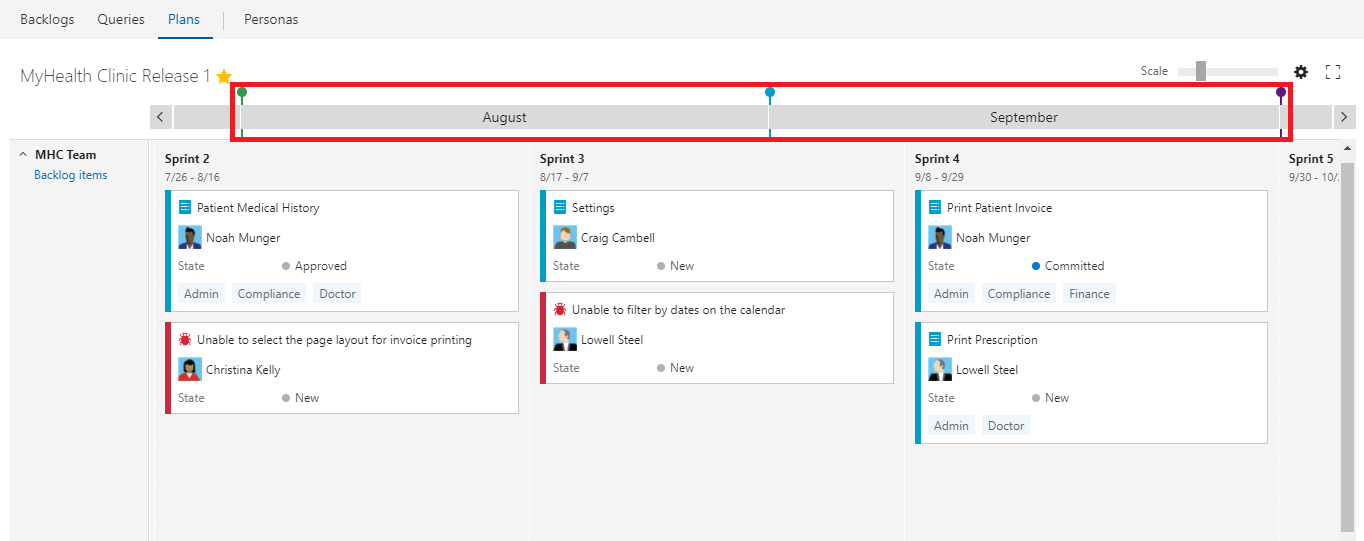 Backlogs Queries Plans Personas
MyHealth Clinic Release 1
Scale
August September
MHC Team
Backlog items
Sprint 2
7/26 - 8/16
Patient Medical History
Noah Munger
State Approved
Admin Compliance Doctor
Unable to select the page layout for invoice printing
Christina Kelly
State New
Sprint 3
8/17 - 9/7
Settings
Craig Cambell
State New
Unable to filter by dates on the calendar
Lowell Steel
State New
Sprint 4
9/8 - 9/29
Print Patient Invoice
Noah Munger
State Committed
Admin Compliance Finance
Print Prescription
Lowell Steel
State New
Admin Doctor
Sprint 5
9/30 - 10/